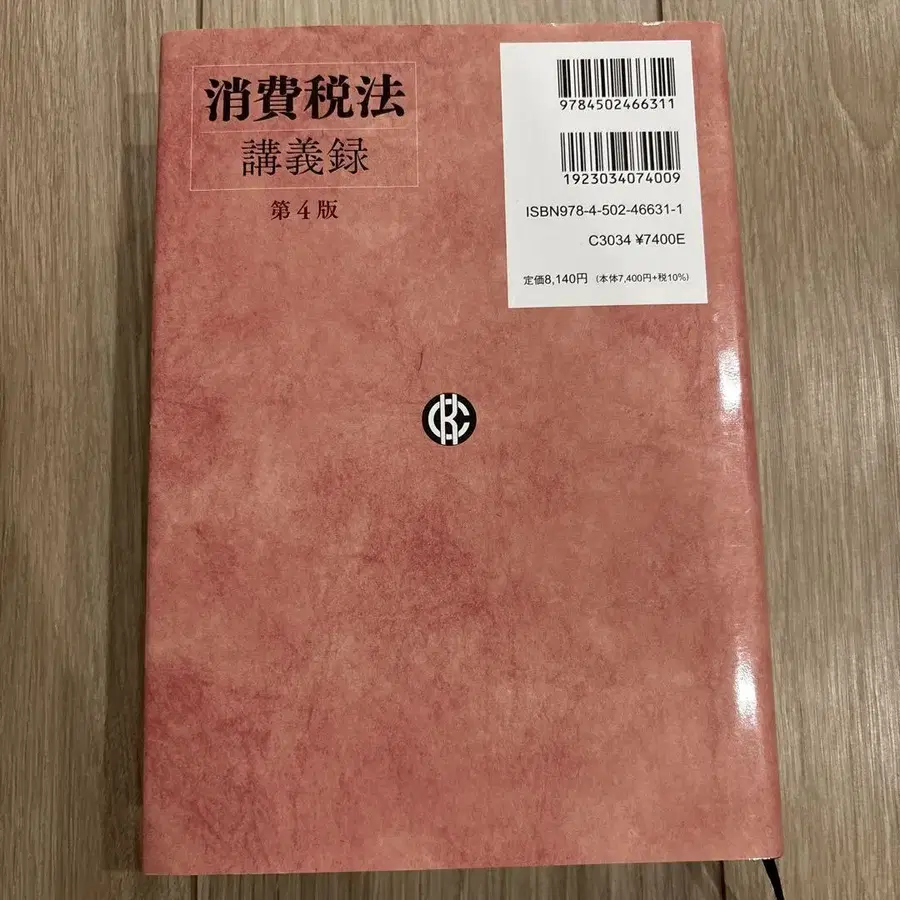 消費税法
講義録
第4版
9784502466311
1923034074009
ISBN978-4-502-46631-1
C3034 ¥7400E
定価8,140円 (本体7,400円+税10%)